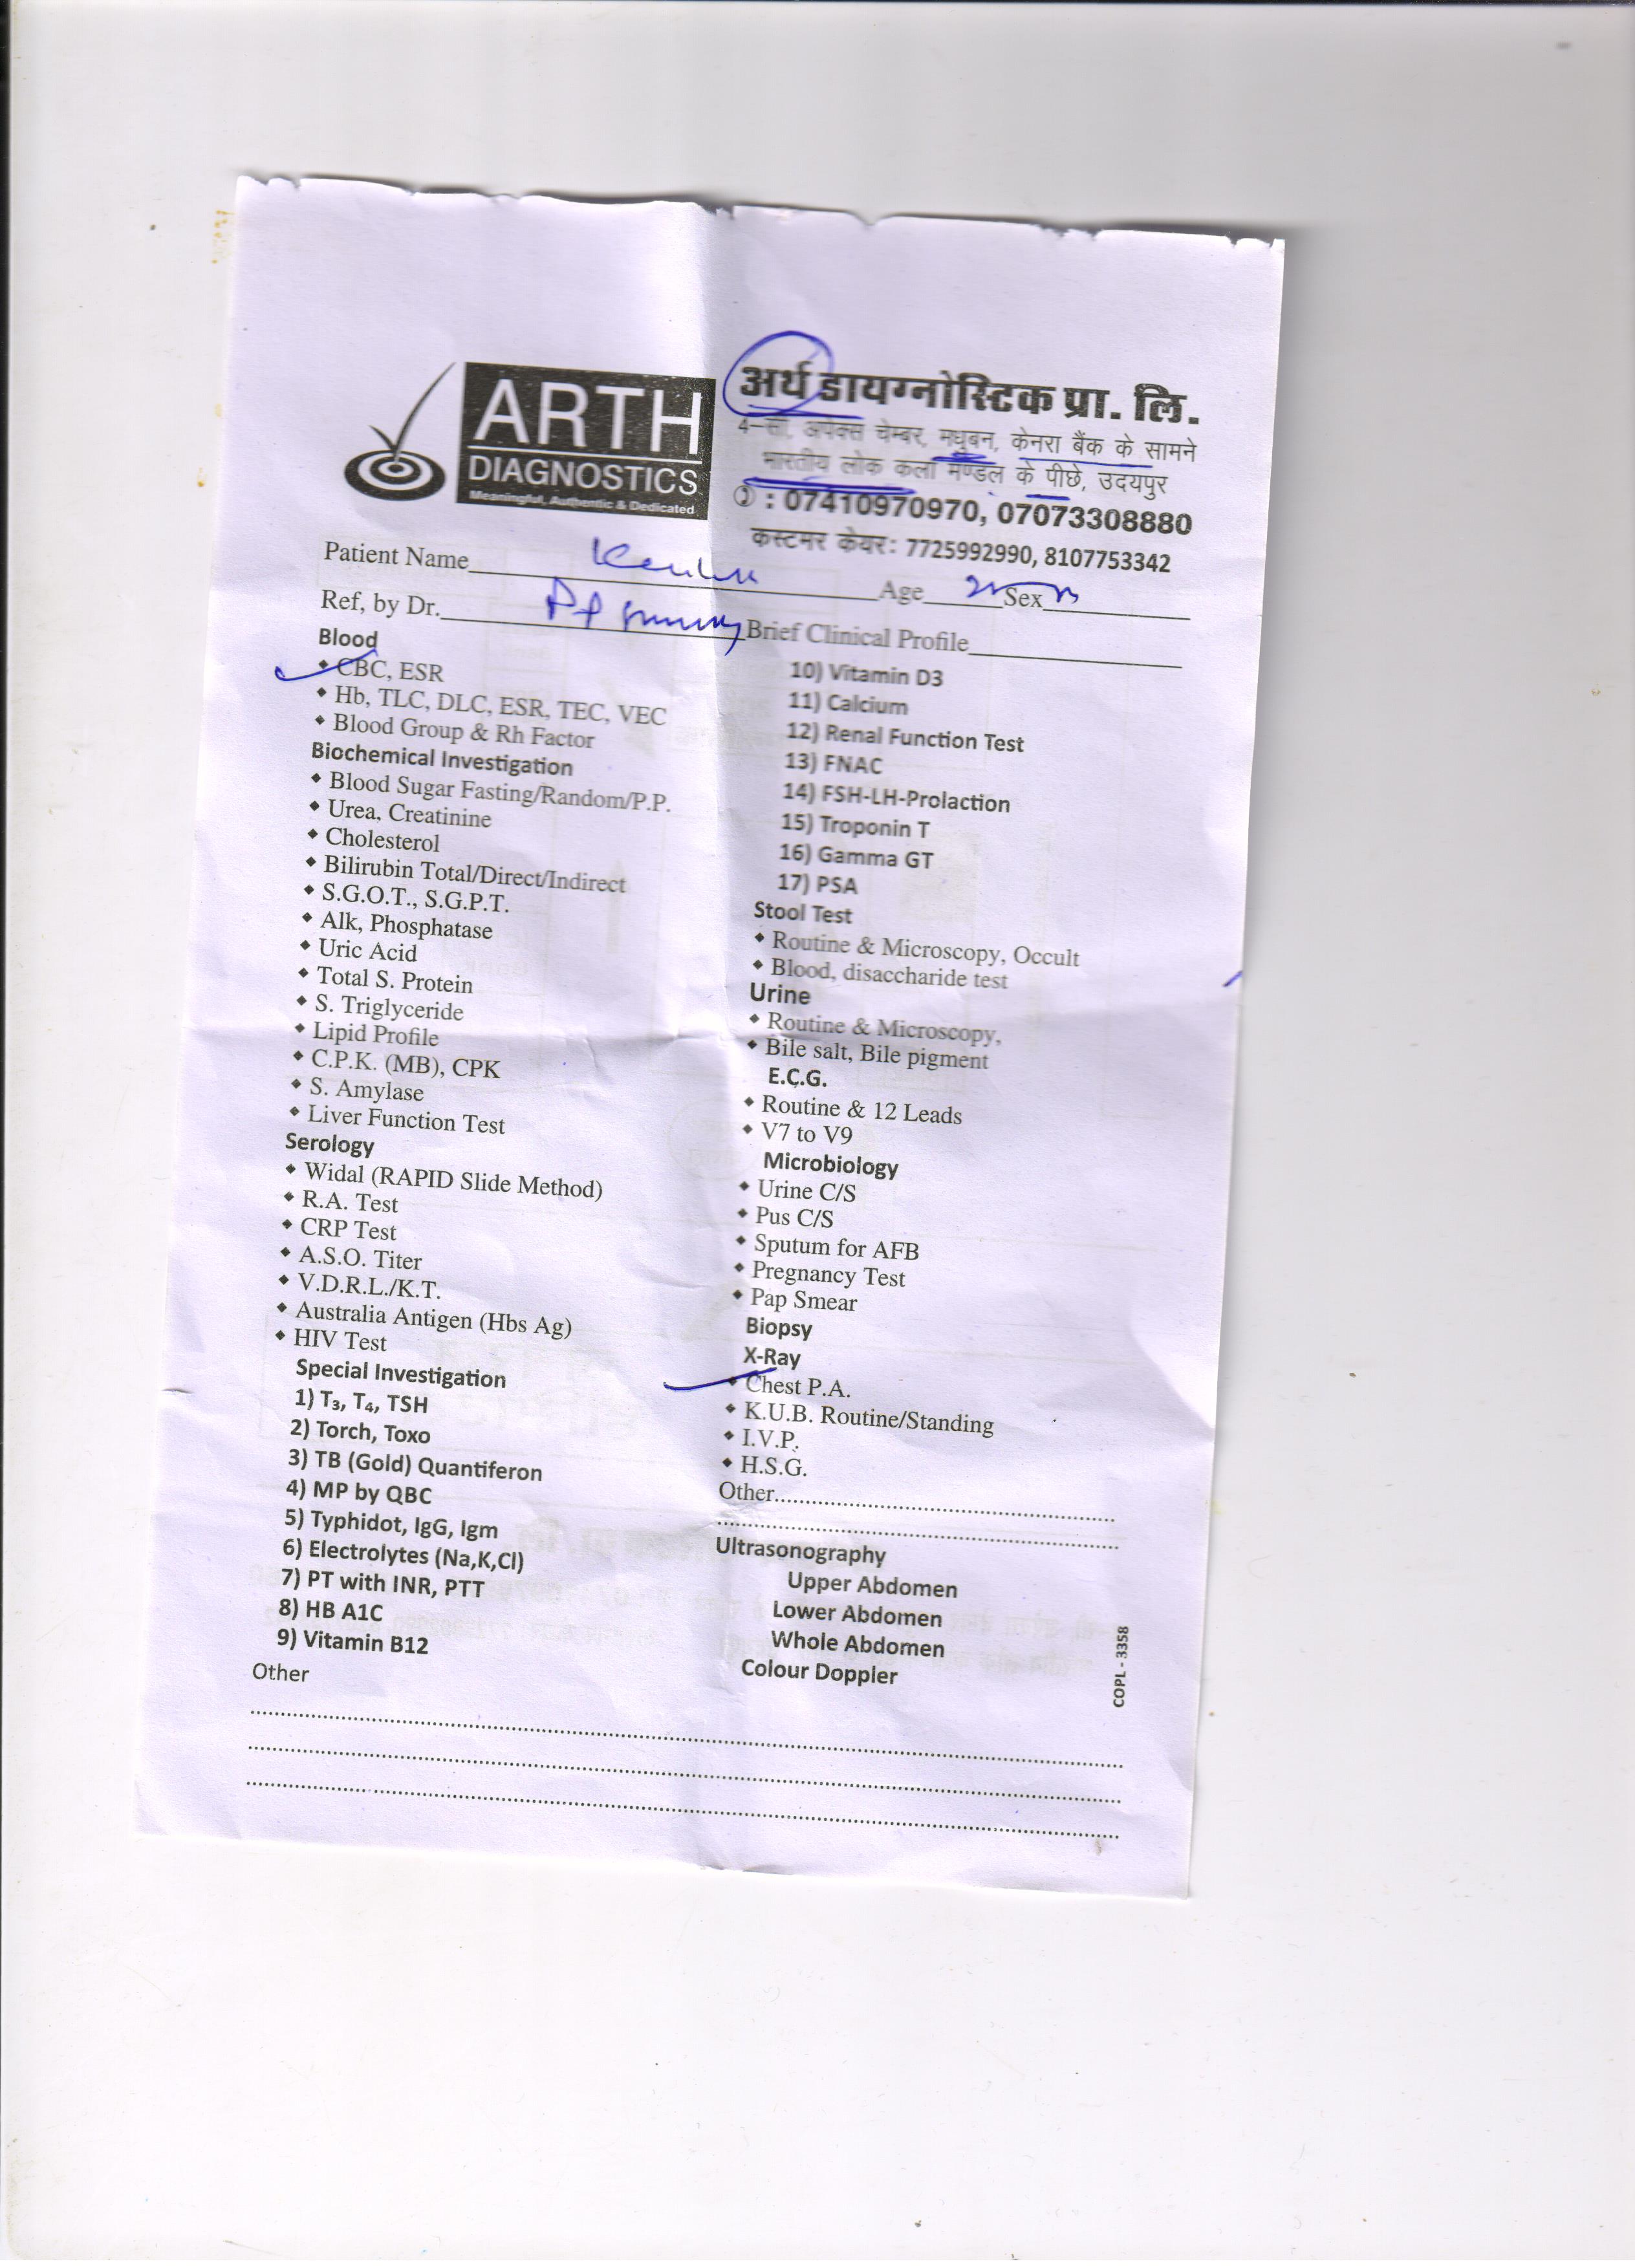 ARTH
DIAGNOSTICS
Meaningful, Authentic & Dedicated
अर्थ डायग्नोस्टिक प्रा. लि.
4-सी, अपेक्स चेम्बर, मधुबन, केनरा बैंक के सामने
भारतीय लोक कला मण्डल के पीछे, उदयपुर
: 07410970970, 07073308880
कस्टमर केयर: 7725992990, 8107753342
Patient Name Age Sex
Ref, by Dr. Brief Clinical Profile
Blood
CBC, ESR
Hb, TLC, DLC, ESR, TEC, VEC
Blood Group & Rh Factor
Biochemical Investigation
Blood Sugar Fasting/Random/P.P.
Urea, Creatinine
Cholesterol
Bilirubin Total/Direct/Indirect
S.G.O.T., S.G.P.T.
Alk, Phosphatase
Uric Acid
Total S. Protein
S. Triglyceride
Lipid Profile
C.P.K. (MB), CPK
S. Amylase
Liver Function Test
Serology
Widal (RAPID Slide Method)
R.A. Test
CRP Test
A.S.O. Titer
V.D.R.L./K.T.
Australia Antigen (Hbs Ag)
HIV Test
Special Investigation
1) T₃, T₄, TSH
2) Torch, Toxo
3) TB (Gold) Quantiferon
4) MP by QBC
5) Typhidot, IgG, Igm
6) Electrolytes (Na,K,Cl)
7) PT with INR, PTT
8) HB A1C
9) Vitamin B12
Other
10) Vitamin D3
11) Calcium
12) Renal Function Test
13) FNAC
14) FSH-LH-Prolaction
15) Troponin T
16) Gamma GT
17) PSA
Stool Test
Routine & Microscopy, Occult
Blood, disaccharide test
Urine
Routine & Microscopy,
Bile salt, Bile pigment
E.C.G.
Routine & 12 Leads
V7 to V9
Microbiology
Urine C/S
Pus C/S
Sputum for AFB
Pregnancy Test
Pap Smear
Biopsy
X-Ray
Chest P.A.
K.U.B. Routine/Standing
I.V.P.
H.S.G.
Other
Ultrasonography
Upper Abdomen
Lower Abdomen
Whole Abdomen
Colour Doppler
COPL - 3358